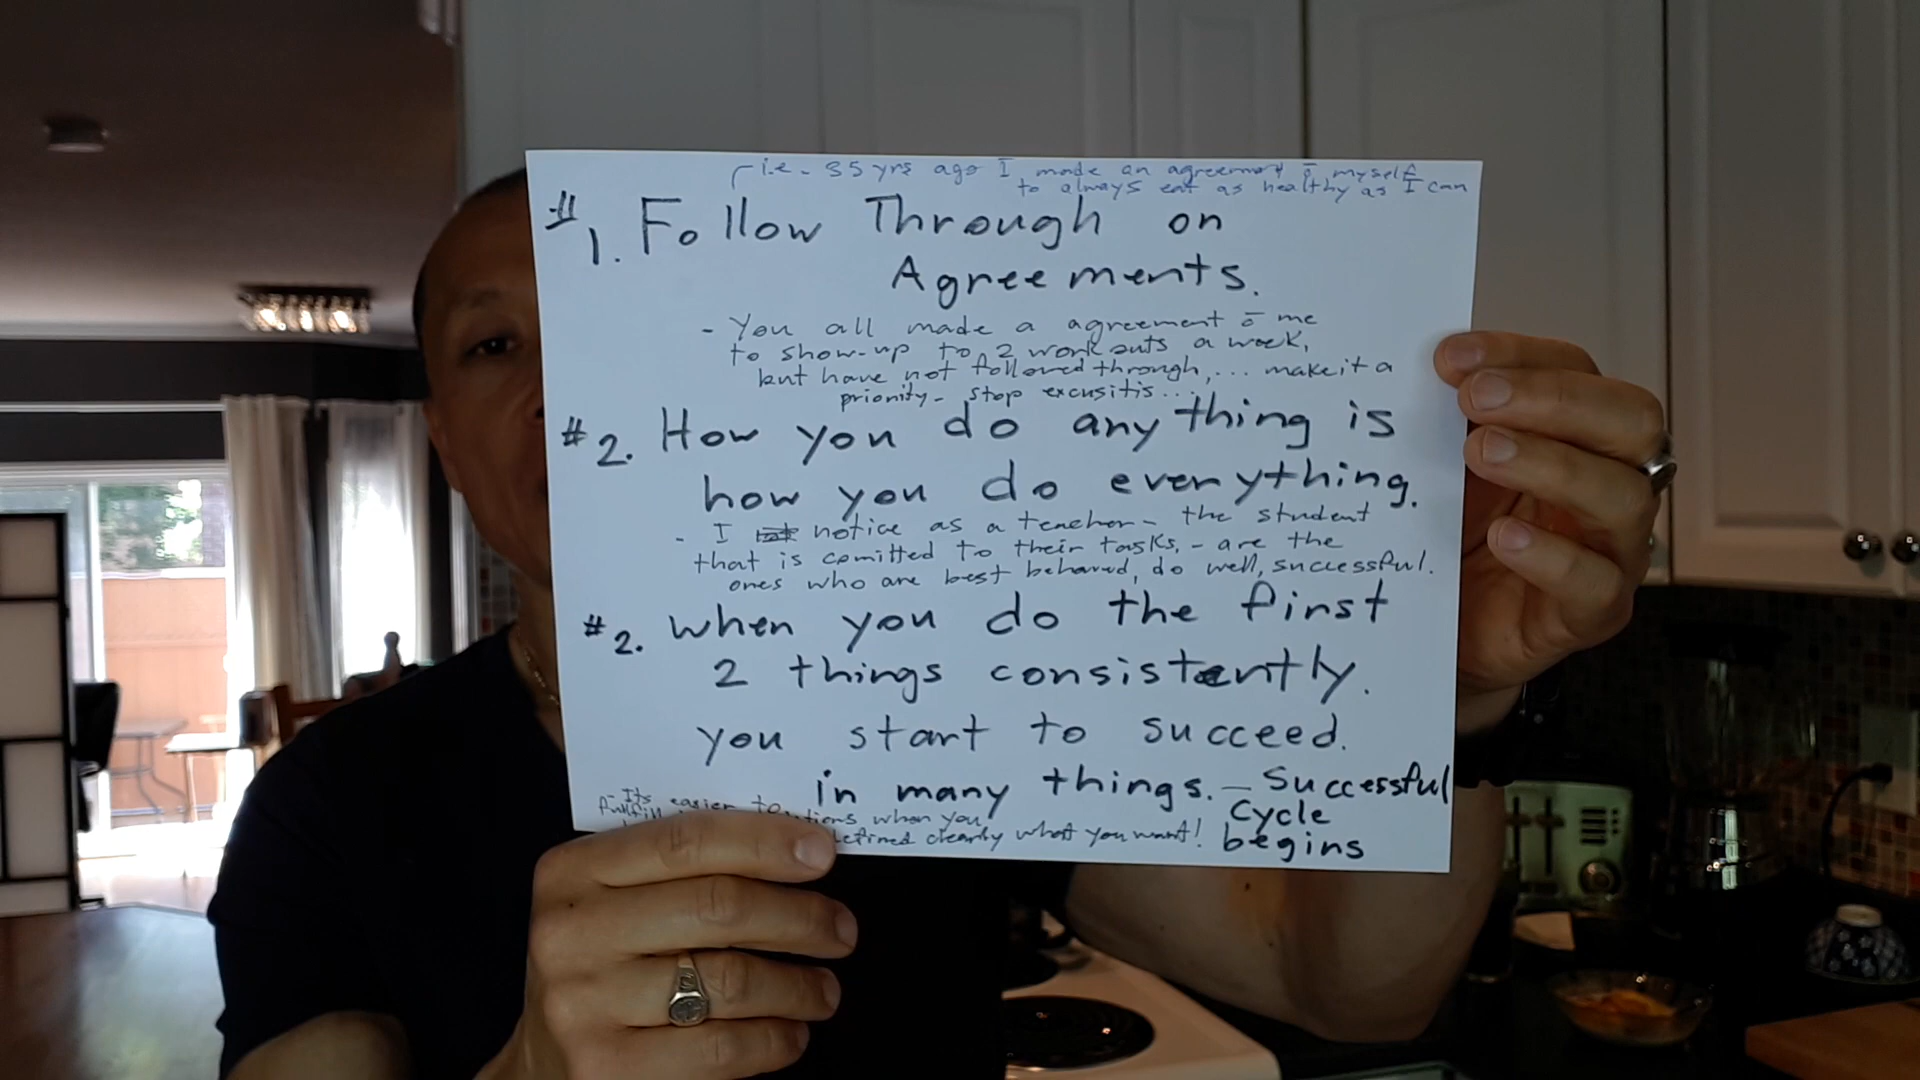 i.e. - 35 yrs ago I made an agreement c̄ myself
to always eat as healthy as I can
#1. Follow Through on
Agreements.
- You all made a agreement c̄ me
to show-up to 2 workouts a week,
but have not followed through,... make it a
priority - stop excusitis...
#2. How you do anything is
how you do everything.
- I notice as a teacher - the student
that is comitted to their tasks, - are the
ones who are best behaved, do well, successful.
#2. When you do the first
2 things consistently.
you start to succeed.
in many things. - Successful
Cycle
begins
- Its easier to
fulfill when you
defined clearly what you want!